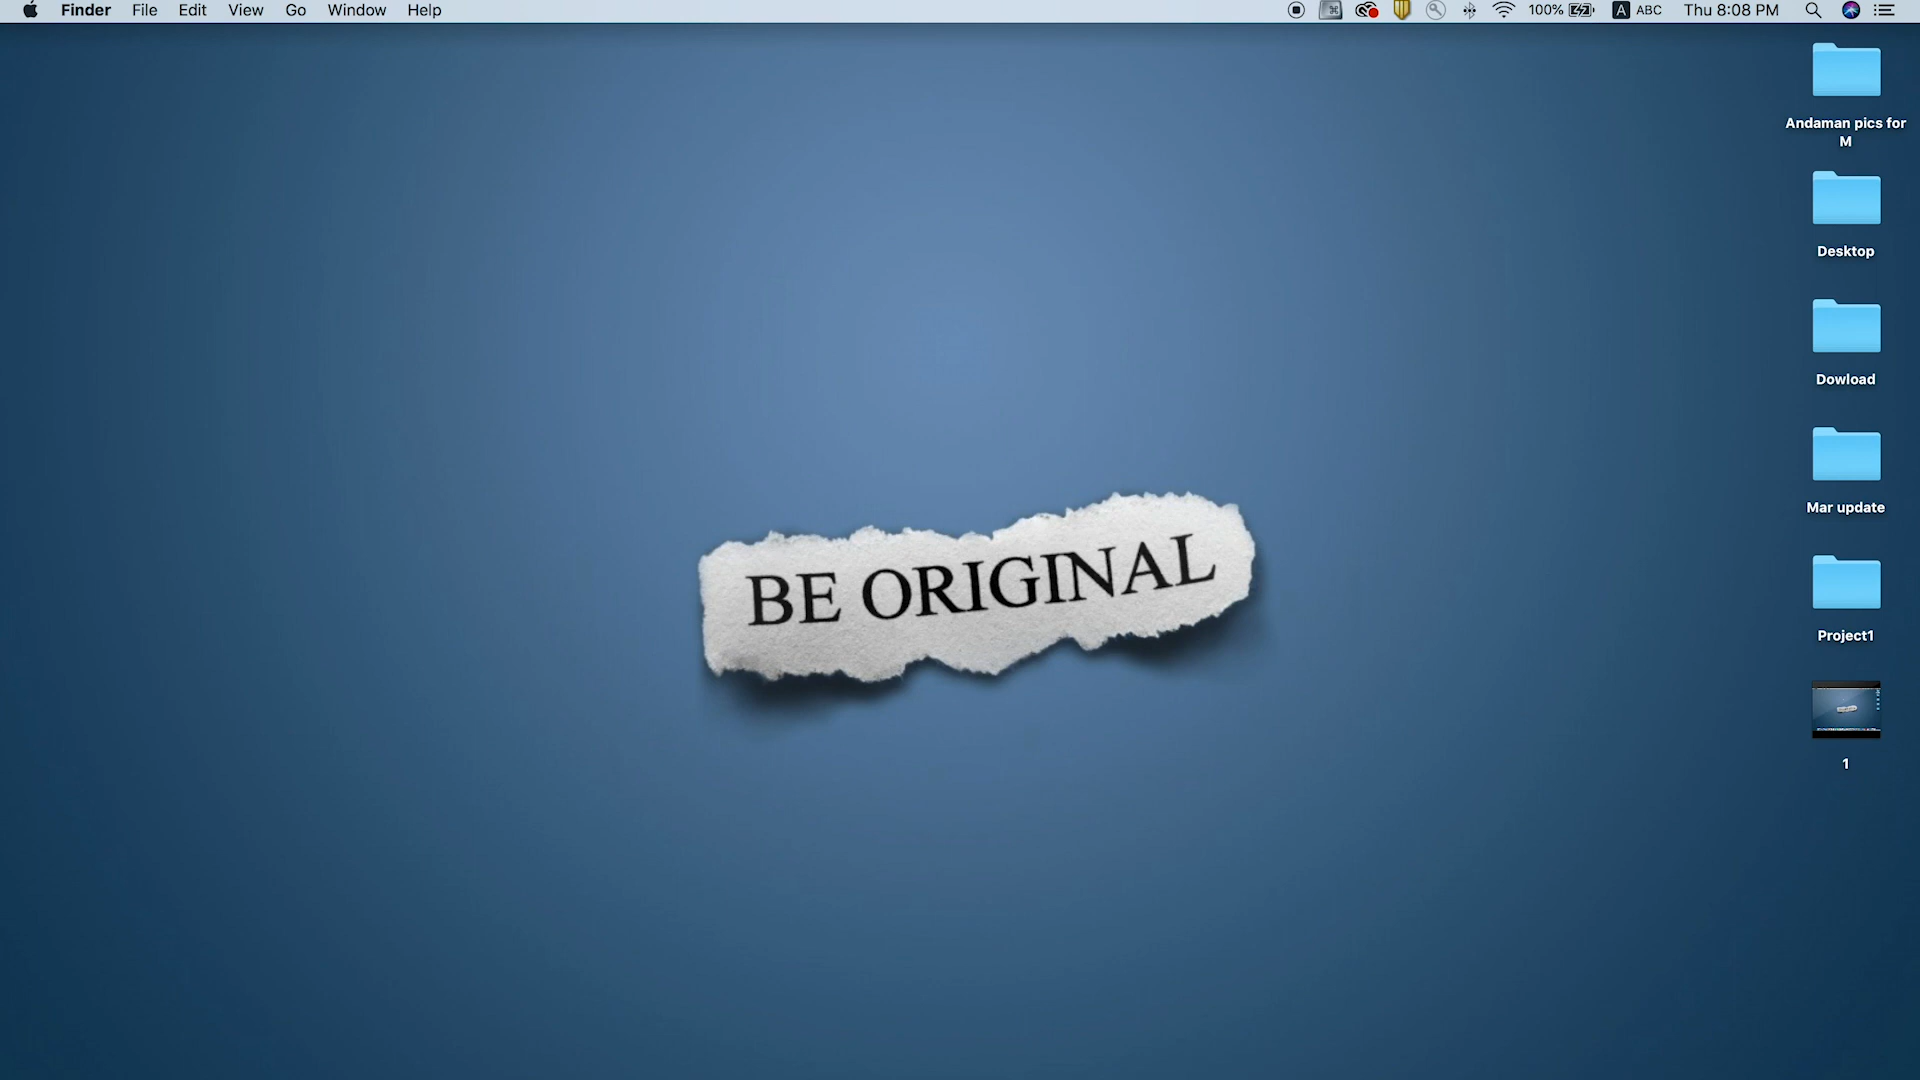 Finder File Edit View Go Window Help 100% A ABC Thu 8:08 PM
Andaman pics for
M
Desktop
Dowload
Mar update
BE ORIGINAL
Project1
1